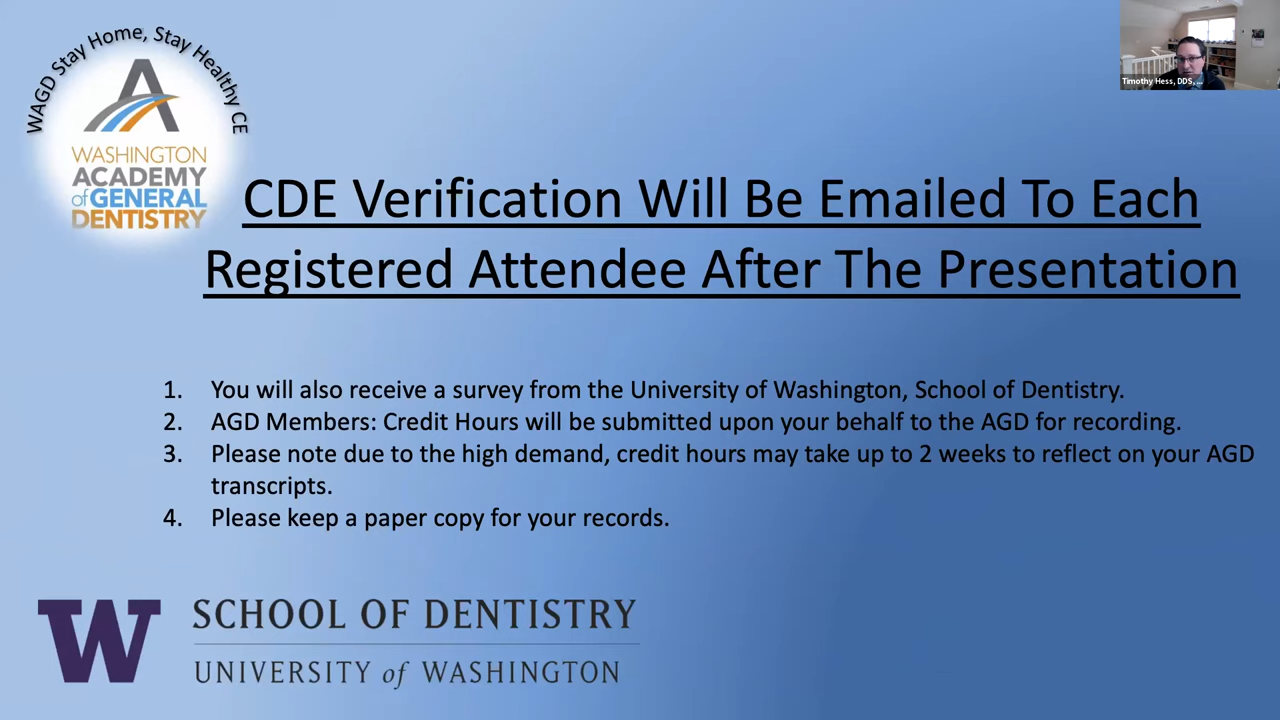 WAGD Stay Home, Stay Healthy CE
WASHINGTON
ACADEMY
of GENERAL
DENTISTRY
Timothy Hess, DDS, ...
CDE Verification Will Be Emailed To Each
Registered Attendee After The Presentation
1. You will also receive a survey from the University of Washington, School of Dentistry.
2. AGD Members: Credit Hours will be submitted upon your behalf to the AGD for recording.
3. Please note due to the high demand, credit hours may take up to 2 weeks to reflect on your AGD
transcripts.
4. Please keep a paper copy for your records.
W
SCHOOL OF DENTISTRY
UNIVERSITY of WASHINGTON